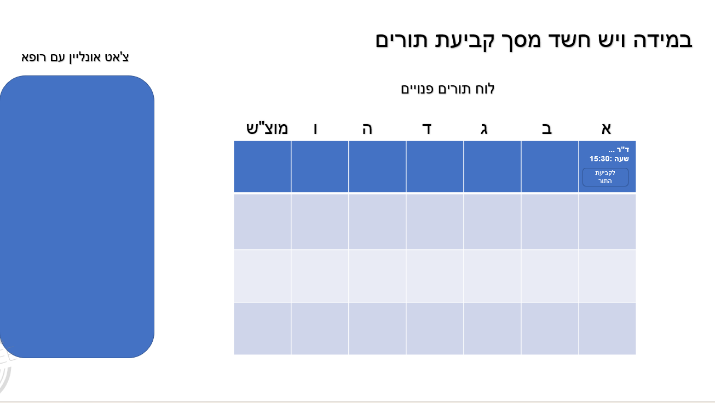 במידה ויש חשד מסך קביעת תורים
צ'אט אונליין עם רופא
לוח תורים פנויים
א ב ג ד ה ו מוצ"ש
ד"ר ...
שעה :15:30
לקביעת
התור